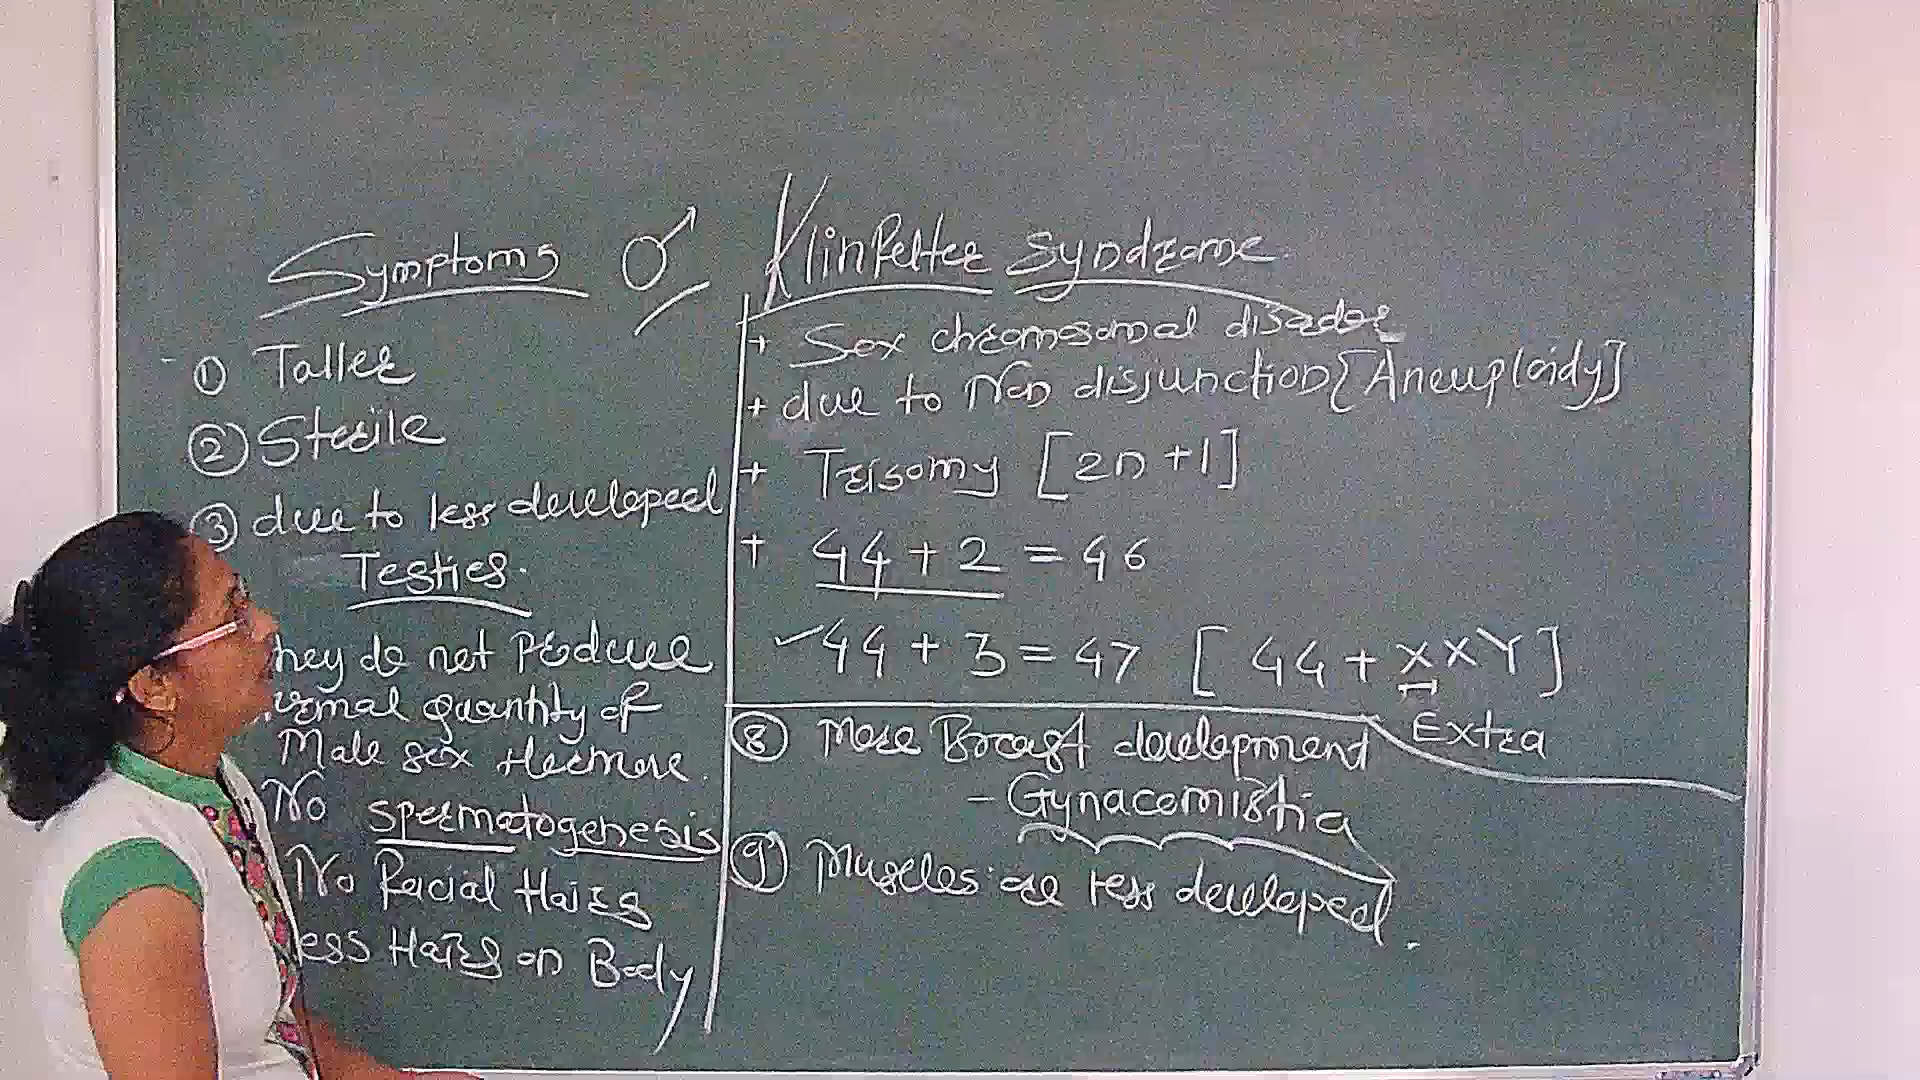 Symptoms ♂
① Taller
② Sterile
③ due to less developed
Testies.
hey do not produce
rmal quantity of
Male sex Hermore.
No spermatogenesis
No Facial Hairs
ess Hairs on Body
Klinfelter Syndrome
+ Sex chromosomal disorder
+ due to Non disjunction [Aneuploidy]
+ Trisomy [2n+1]
+ 44+2=46
✓44+3=47 [44+XXY]
Extra
⑧ More Breast development
- Gynacomistia
⑨ Muscles are less developed.